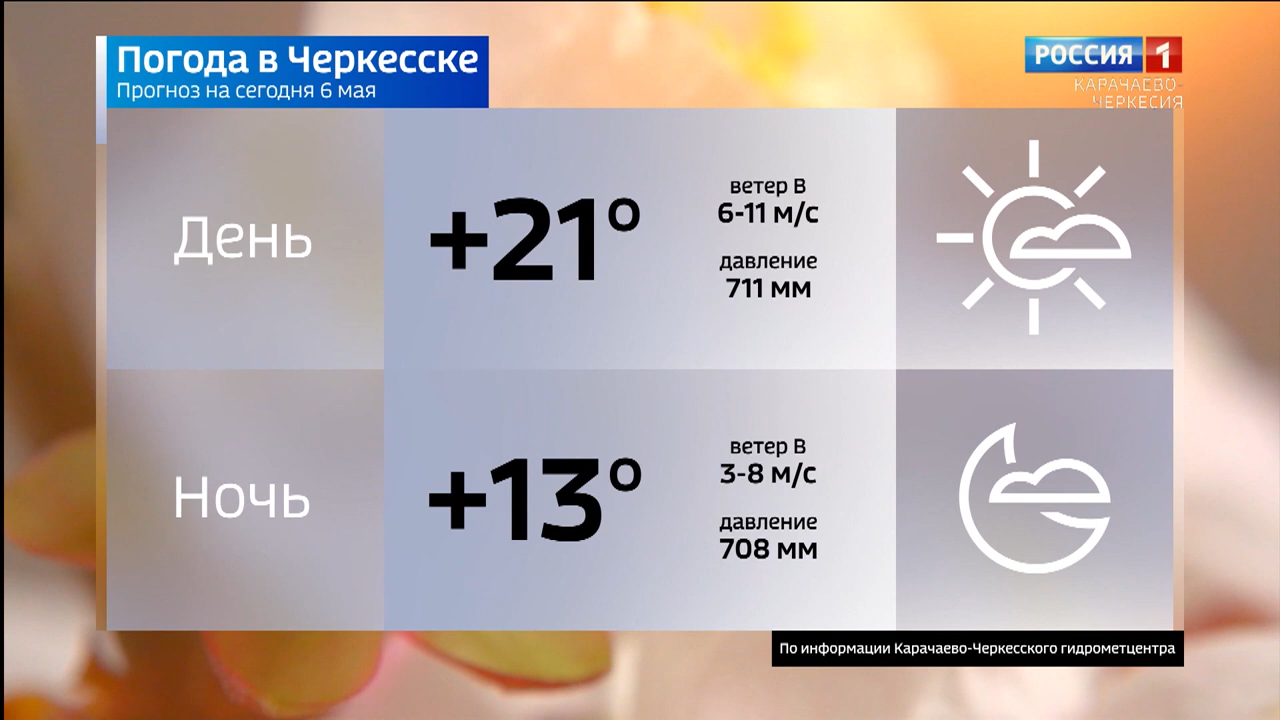 Погода в Черкесске
Прогноз на сегодня 6 мая
РОССИЯ 1
КАРАЧАЕВО-
ЧЕРКЕСИЯ
День
+21°
ветер В
6-11 м/с
давление
711 мм
Ночь
+13°
ветер В
3-8 м/с
давление
708 мм
По информации Карачаево-Черкесского гидрометцентра